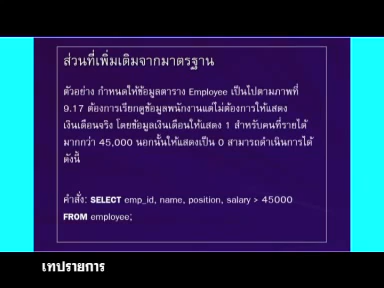 ส่วนที่เพิ่มเติมจากมาตรฐาน
ตัวอย่าง กำหนดให้ข้อมูลตาราง Employee เป็นไปตามภาพที่
9.17 ต้องการเรียกดูข้อมูลพนักงานแต่ไม่ต้องการให้แสดง
เงินเดือนจริง โดยข้อมูลเงินเดือนให้แสดง 1 สำหรับคนที่รายได้
มากกว่า 45,000 นอกนั้นให้แสดงเป็น 0 สามารถดำเนินการได้
ดังนี้
คำสั่ง: SELECT emp_id, name, position, salary > 45000
FROM employee;
เทปรายการ